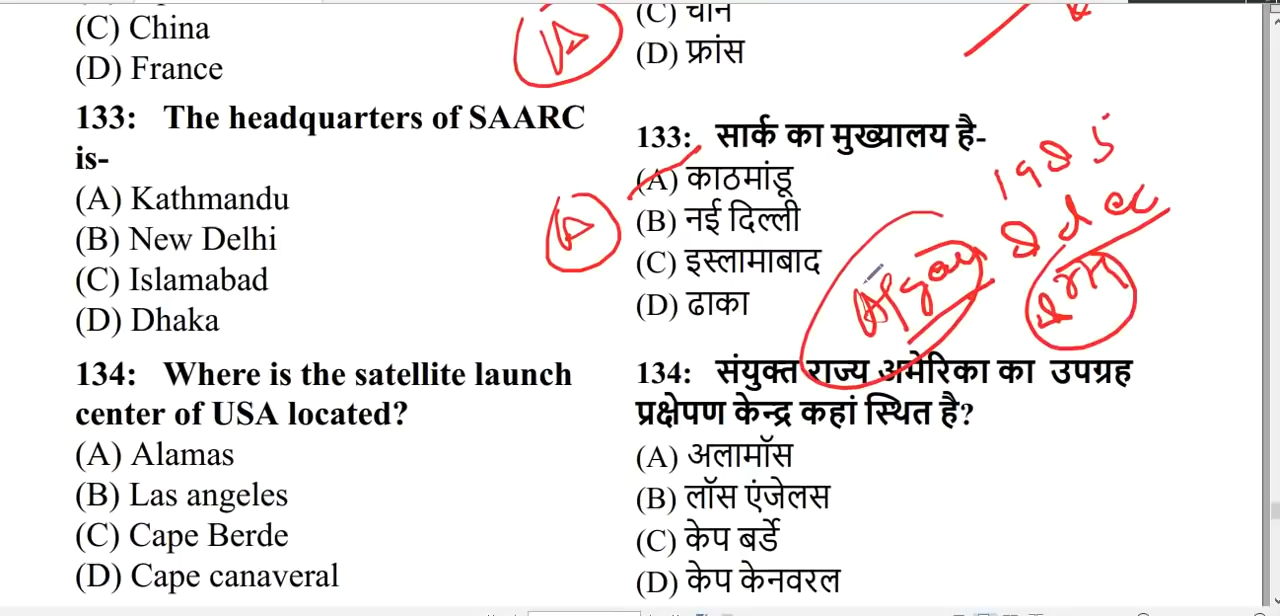 (C) China
(D) France
133: The headquarters of SAARC
is-
(A) Kathmandu
(B) New Delhi
(C) Islamabad
(D) Dhaka
134: Where is the satellite launch
center of USA located?
(A) Alamas
(B) Las angeles
(C) Cape Berde
(D) Cape canaveral
(C) चीन
(D) फ्रांस
133: सार्क का मुख्यालय है-
(A) काठमांडू
(B) नई दिल्ली
(C) इस्लामाबाद
(D) ढाका
1985
8 dec
134: संयुक्त राज्य अमेरिका का उपग्रह
प्रक्षेपण केन्द्र कहां स्थित है?
(A) अलामॉस
(B) लॉस एंजेलस
(C) केप बर्डे
(D) केप केनवरल